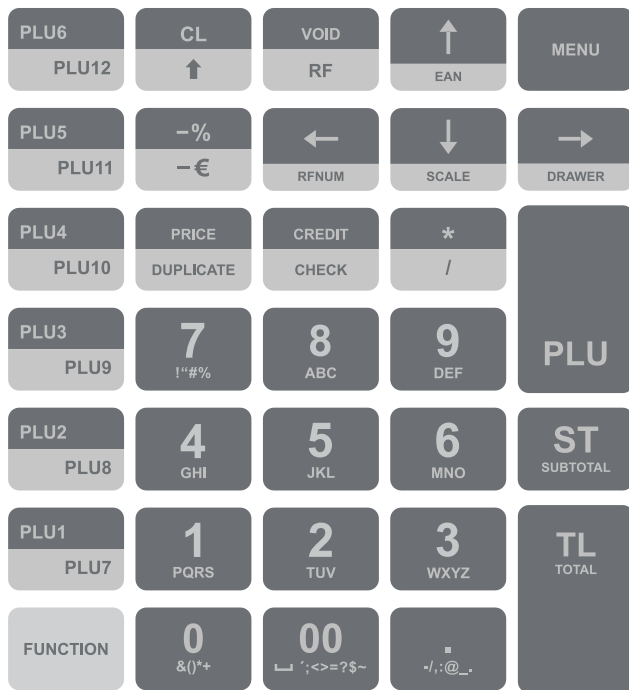 PLU6
PLU12
CL
⬆
VOID
RF
↑
EAN
MENU
PLU5
PLU11
−%
−€
←
RFNUM
↓
SCALE
→
DRAWER
PLU4
PLU10
PRICE
DUPLICATE
CREDIT
CHECK
*
/
PLU
PLU3
PLU9
7
!“#%
8
ABC
9
DEF
PLU2
PLU8
4
GHI
5
JKL
6
MNO
ST
SUBTOTAL
PLU1
PLU7
1
PQRS
2
TUV
3
WXYZ
TL
TOTAL
FUNCTION
0
&()*+
00
⎵ ´;<>=?$~
.
-/,:@_.